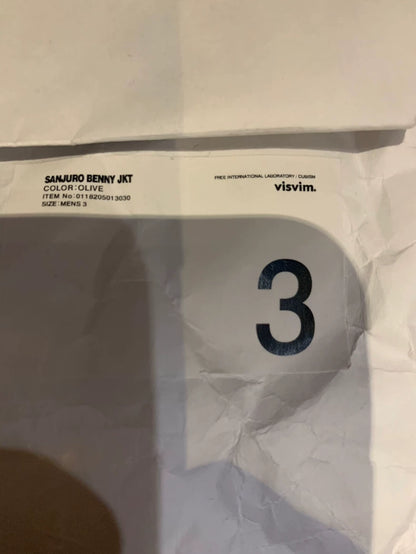 SANJURO BENNY JKT
COLOR:OLIVE
ITEM No:0118205013030
SIZE:MENS 3
FREE INTERNATIONAL LABORATORY: CUBISM
visvim.
3